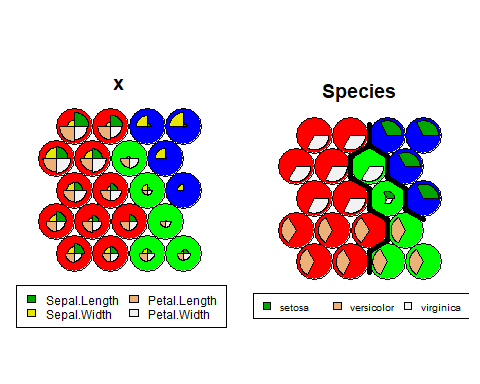 x
Species
Sepal.Length Petal.Length
Sepal.Width Petal.Width
setosa versicolor virginica